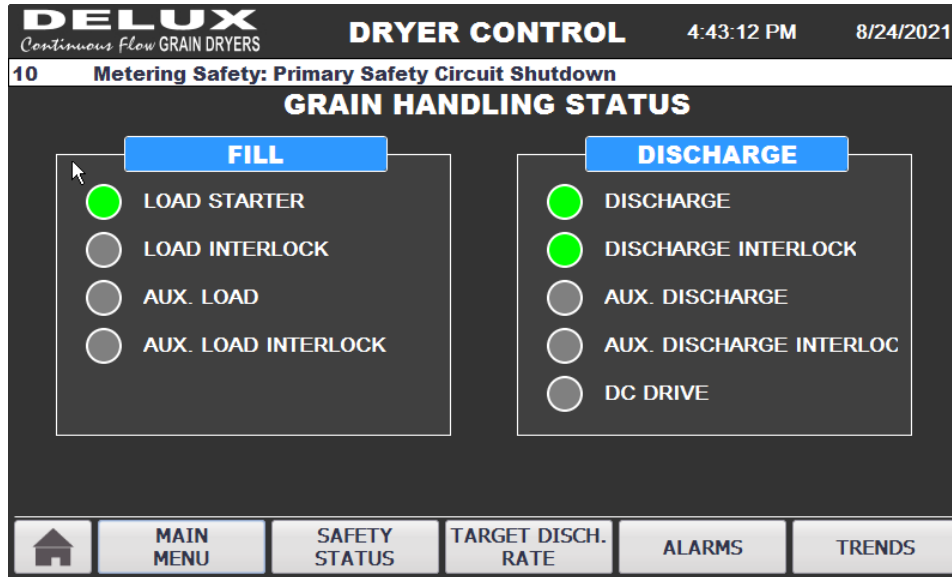 DELUX
Continuous Flow GRAIN DRYERS
DRYER CONTROL
4:43:12 PM
8/24/2021
10 Metering Safety: Primary Safety Circuit Shutdown
GRAIN HANDLING STATUS
FILL
LOAD STARTER
LOAD INTERLOCK
AUX. LOAD
AUX. LOAD INTERLOCK
DISCHARGE
DISCHARGE
DISCHARGE INTERLOCK
AUX. DISCHARGE
AUX. DISCHARGE INTERLOC
DC DRIVE
MAIN
MENU
SAFETY
STATUS
TARGET DISCH.
RATE
ALARMS
TRENDS